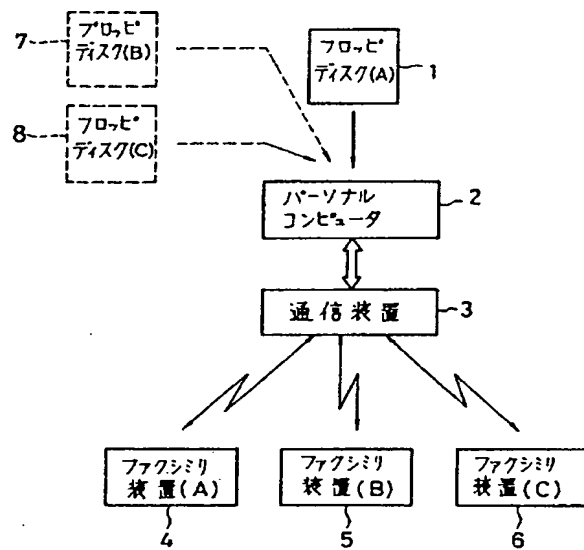 7
フロッピ
ディスク(B)
フロッピ
ディスク(A)
1
8
フロッピ
ディスク(C)
パーソナル
コンピュータ
2
通信装置
3
ファクシミリ
装置(A)
ファクシミリ
装置(B)
ファクシミリ
装置(C)
4
5
6